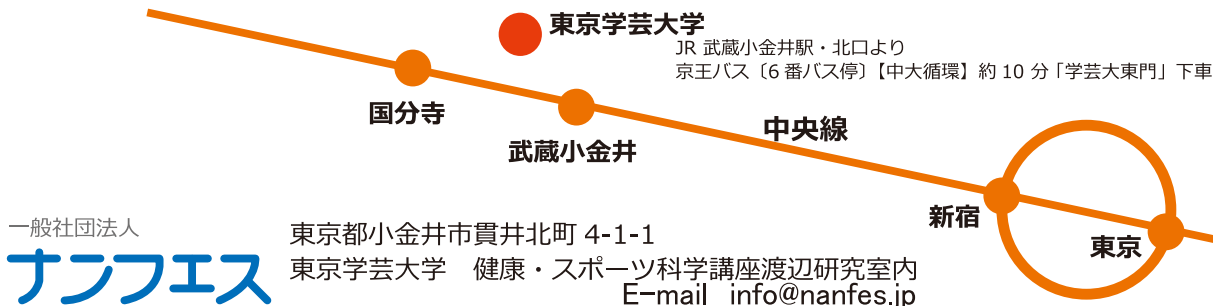 東京学芸大学
JR 武蔵小金井駅・北口より
京王バス〔6 番バス停〕【中大循環】約 10 分「学芸大東門」下車
国分寺
武蔵小金井
中央線
新宿
東京
一般社団法人
ナンフエス
東京都小金井市貫井北町 4-1-1
東京学芸大学　健康・スポーツ科学講座渡辺研究室内
E-mail info@nanfes.jp